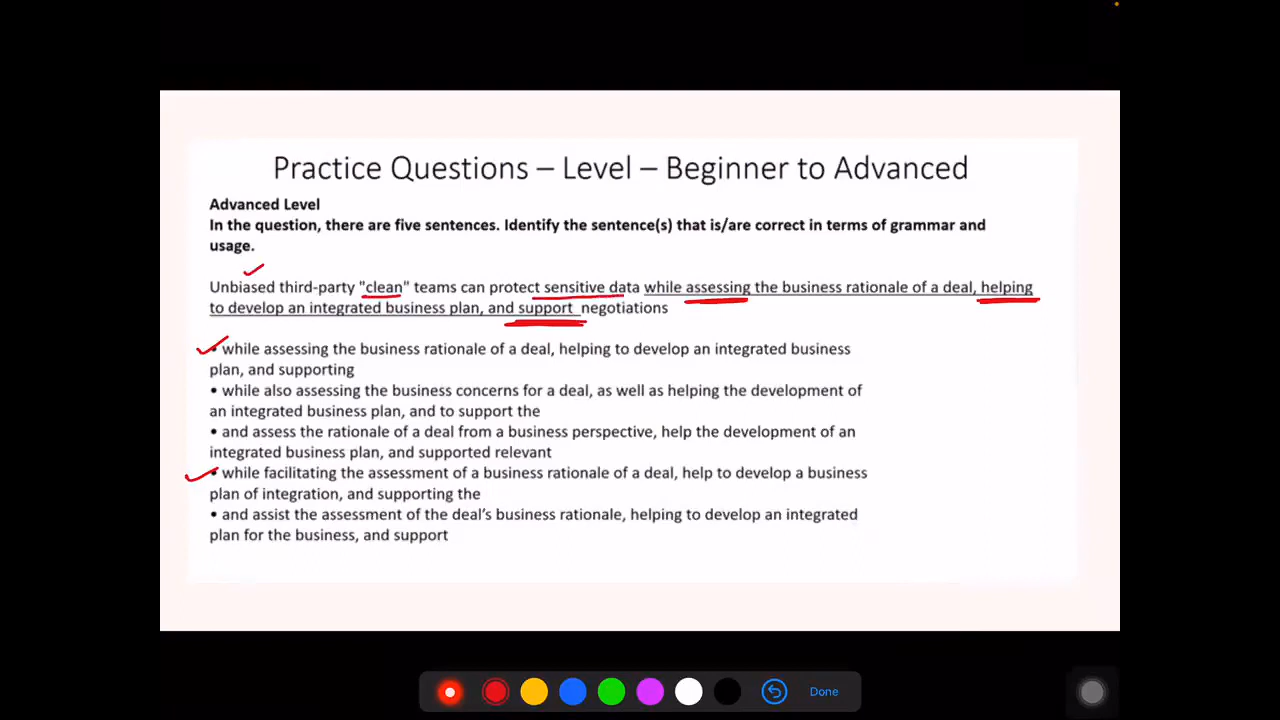 Practice Questions – Level – Beginner to Advanced
Advanced Level
In the question, there are five sentences. Identify the sentence(s) that is/are correct in terms of grammar and
usage.
Unbiased third-party "clean" teams can protect sensitive data while assessing the business rationale of a deal, helping
to develop an integrated business plan, and support negotiations
• while assessing the business rationale of a deal, helping to develop an integrated business
plan, and supporting
• while also assessing the business concerns for a deal, as well as helping the development of
an integrated business plan, and to support the
• and assess the rationale of a deal from a business perspective, help the development of an
integrated business plan, and supported relevant
• while facilitating the assessment of a business rationale of a deal, help to develop a business
plan of integration, and supporting the
• and assist the assessment of the deal's business rationale, helping to develop an integrated
plan for the business, and support
Done